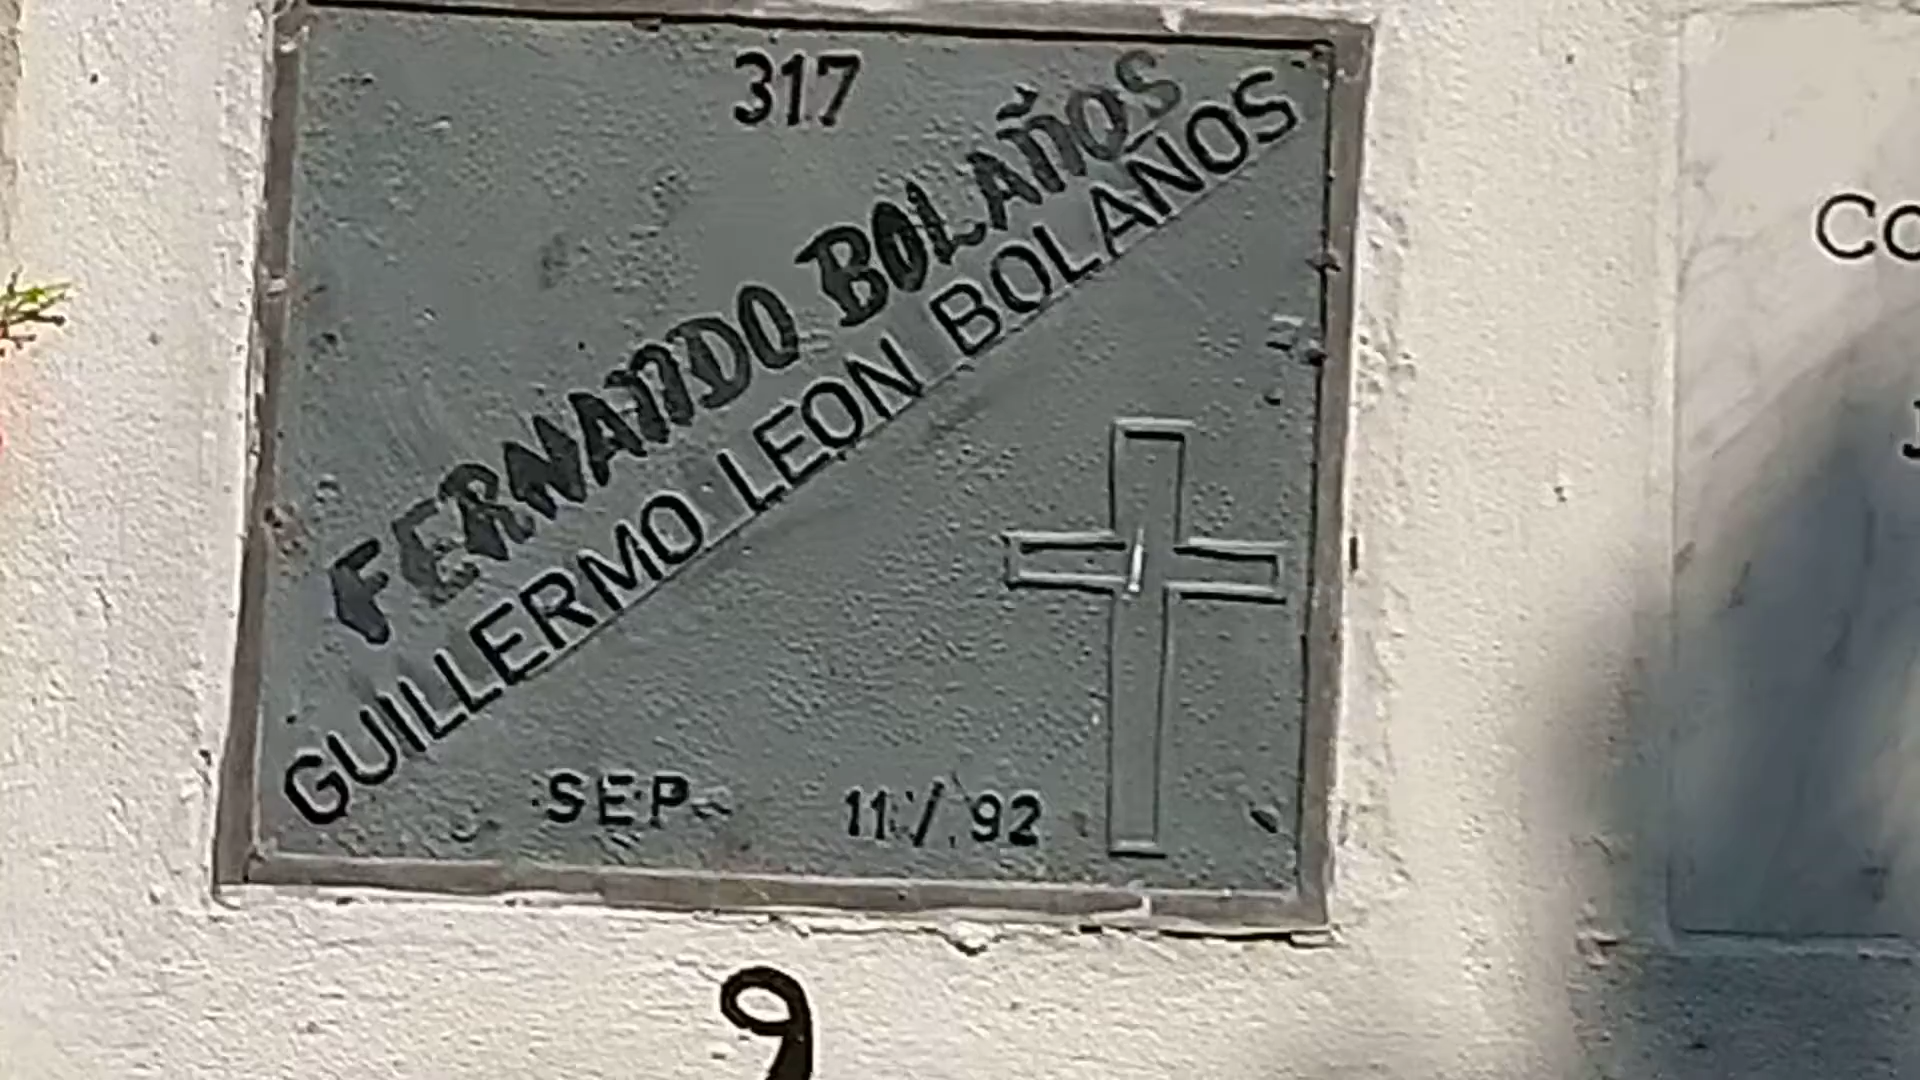 317
FERNANDO BOLAÑOS
GUILLERMO LEON BOLAÑOS
SEP 11/92
9